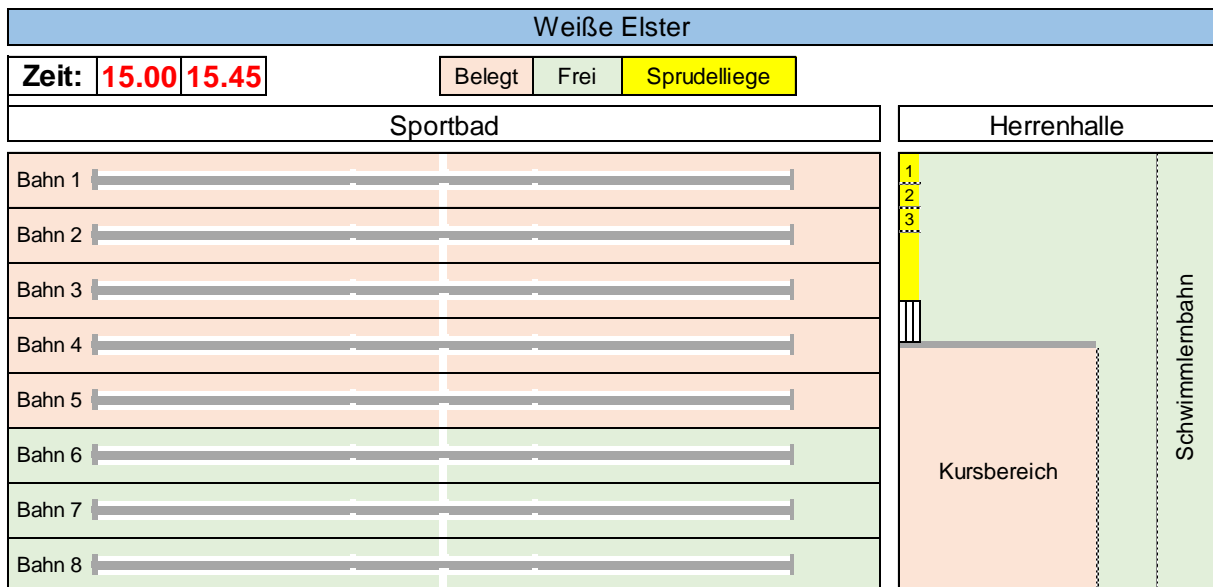 Weiße Elster
Zeit: 15.00 15.45
Belegt Frei Sprudelliege
Sportbad
Herrenhalle
Bahn 1
Bahn 2
Bahn 3
Bahn 4
Bahn 5
Bahn 6
Bahn 7
Bahn 8
1
2
3
Schwimmlernbahn
Kursbereich